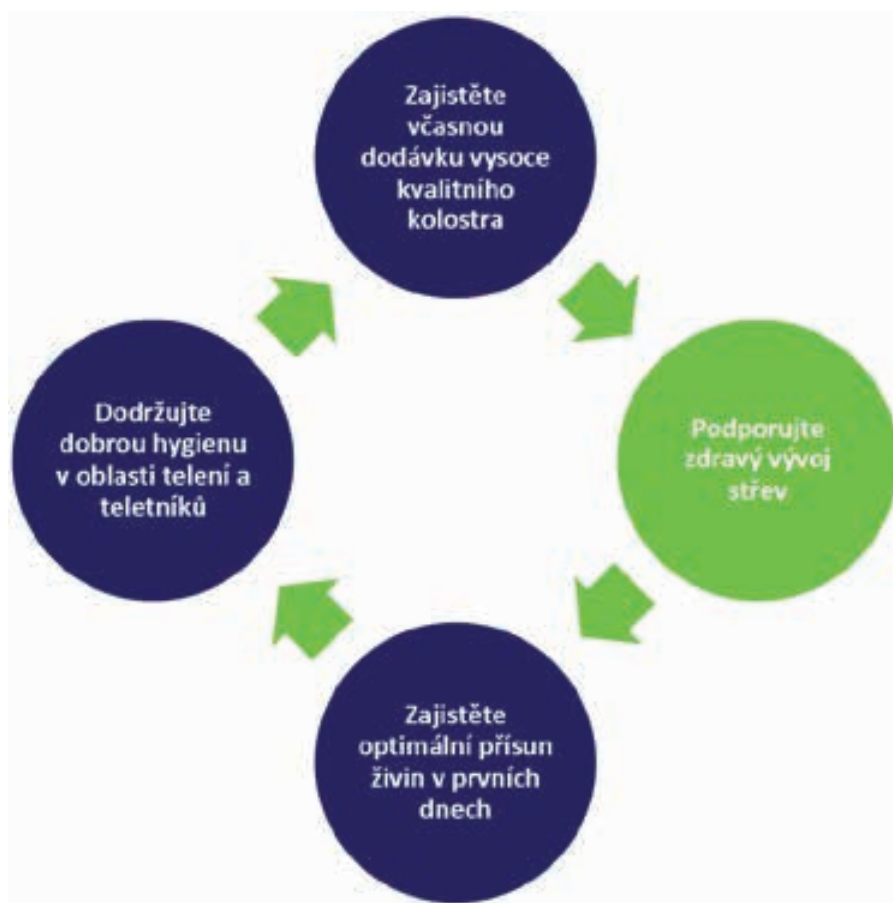 Zajistěte
včasnou
dodávku vysoce
kvalitního
kolostra
Podporujte
zdravý vývoj
střev
Zajistěte
optimální přísun
živin v prvních
dnech
Dodržujte
dobrou hygienu
v oblasti telení a
teletníků